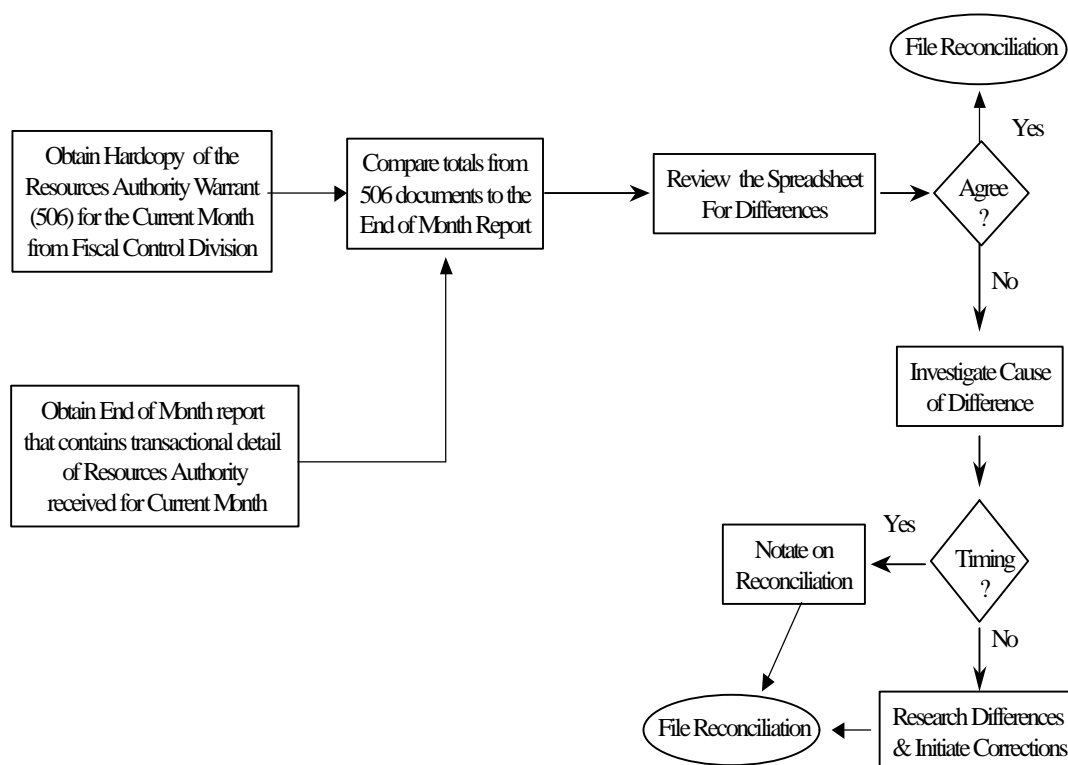 File Reconciliation
Yes
Obtain Hardcopy of the
Resources Authority Warrant
(506) for the Current Month
from Fiscal Control Division
Compare totals from
506 documents to the
End of Month Report
Review the Spreadsheet
For Differences
Agree
?
No
Investigate Cause
of Difference
Obtain End of Month report
that contains transactional detail
of Resources Authority
received for Current Month
Yes
Notate on
Reconciliation
Timing
?
No
File Reconciliation
Research Differences
& Initiate Corrections